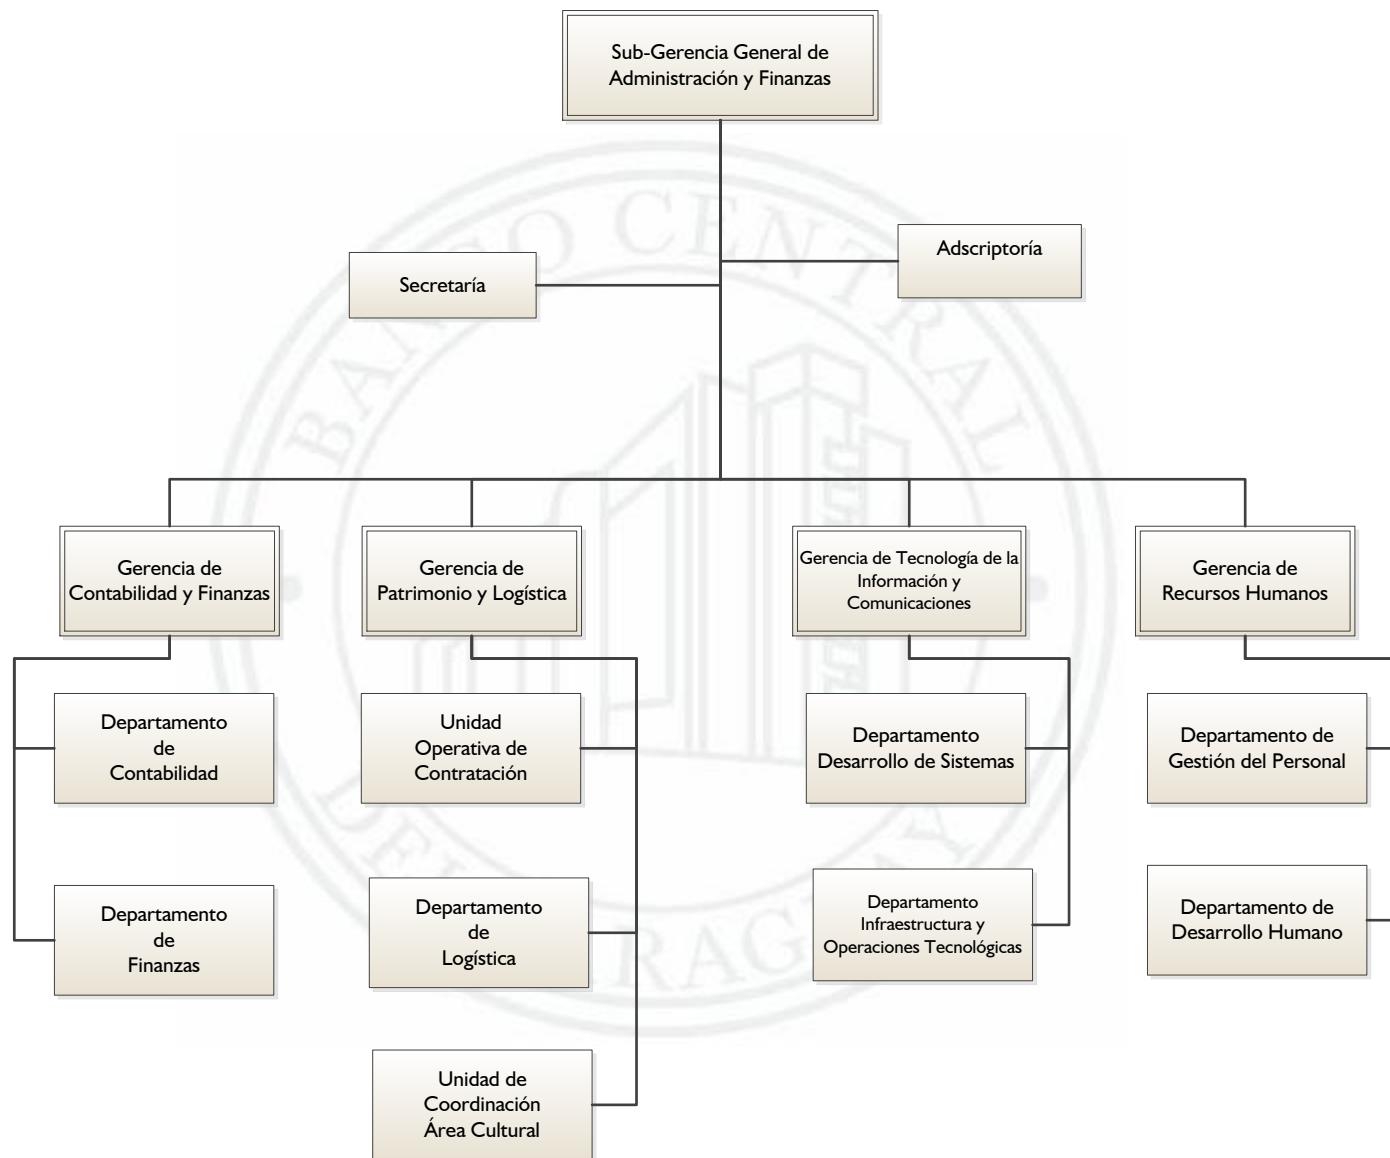 Sub-Gerencia General de
Administración y Finanzas
Adscriptoría
Secretaría
Gerencia de
Contabilidad y Finanzas
Gerencia de
Patrimonio y Logística
Gerencia de Tecnología de la
Información y
Comunicaciones
Gerencia de
Recursos Humanos
Departamento
de
Contabilidad
Unidad
Operativa de
Contratación
Departamento
Desarrollo de Sistemas
Departamento de
Gestión del Personal
Departamento
de
Finanzas
Departamento
de
Logística
Departamento
Infraestructura y
Operaciones Tecnológicas
Departamento de
Desarrollo Humano
Unidad de
Coordinación
Área Cultural
BANCO CENTRAL